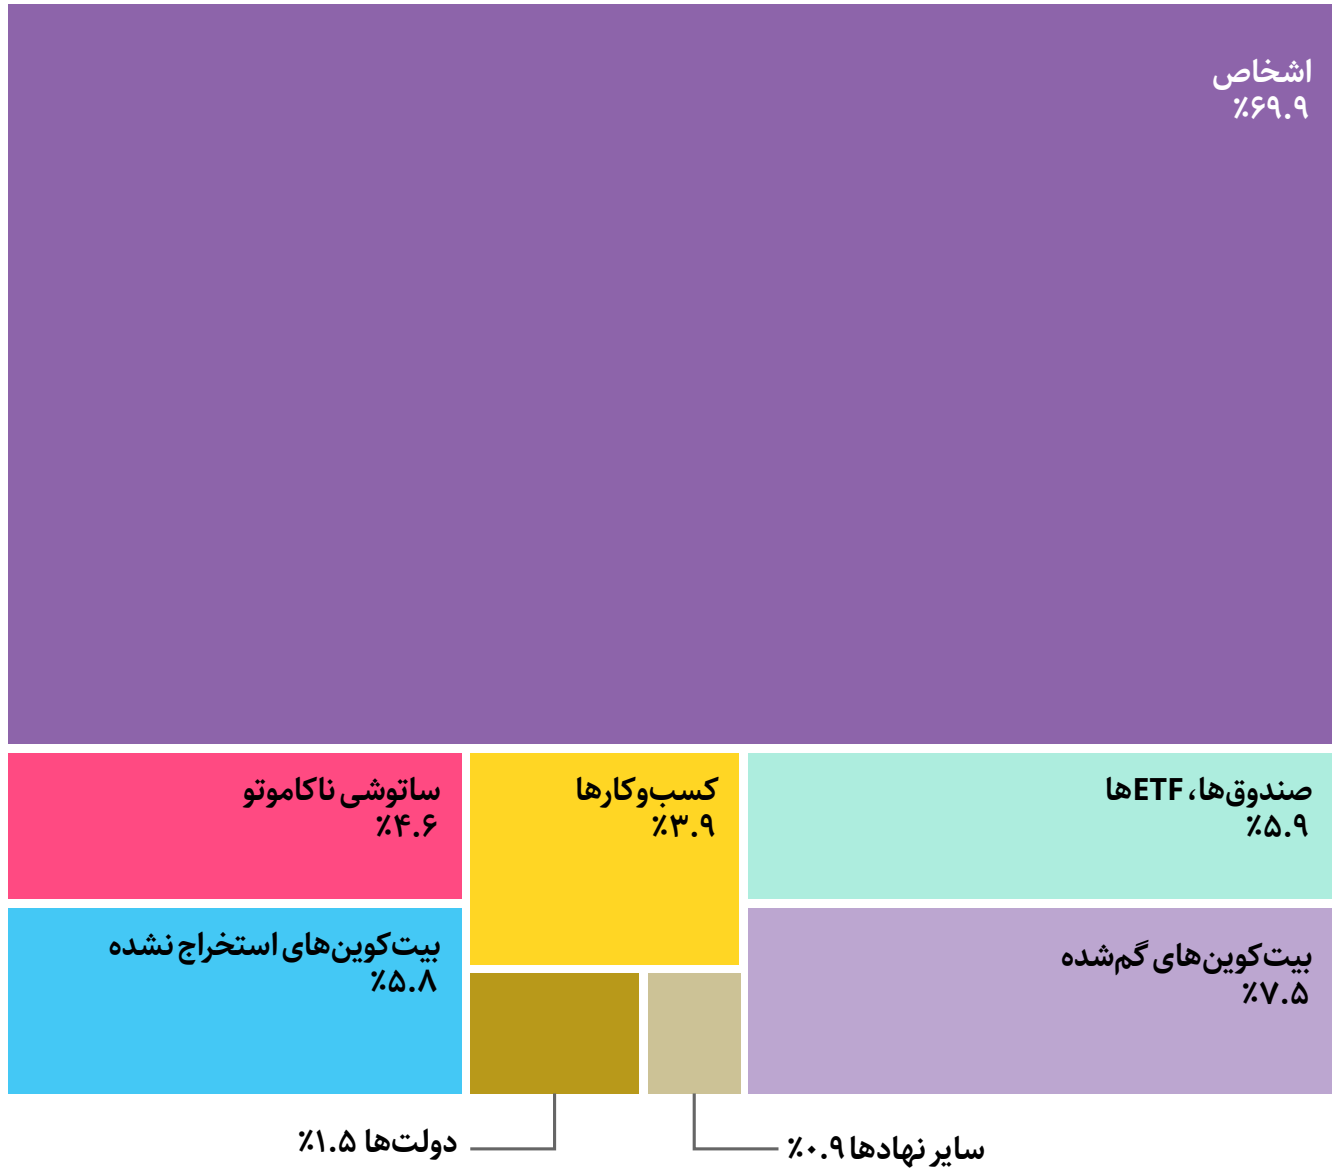 اشخاص
٪۶۹.۹
صندوق‌ها، ETFها
٪۵.۹
کسب‌وکارها
٪۳.۹
ساتوشی ناکاموتو
٪۴.۶
بیت‌کوین‌های گم‌شده
٪۷.۵
بیت‌کوین‌های استخراج نشده
٪۵.۸
سایر نهادها ٪۰.۹
دولت‌ها ٪۱.۵